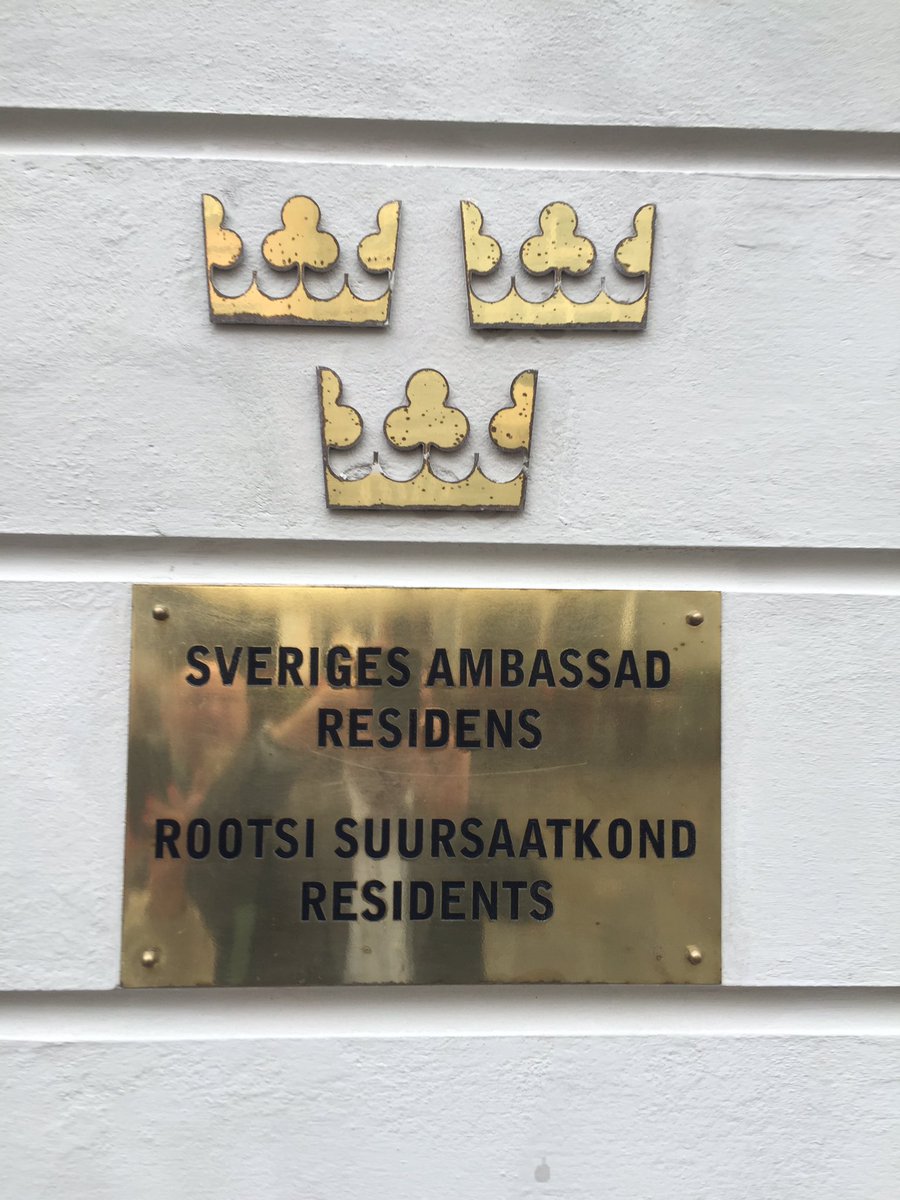 SVERIGES AMBASSAD
RESIDENS
ROOTSI SUURSAATKOND
RESIDENTS